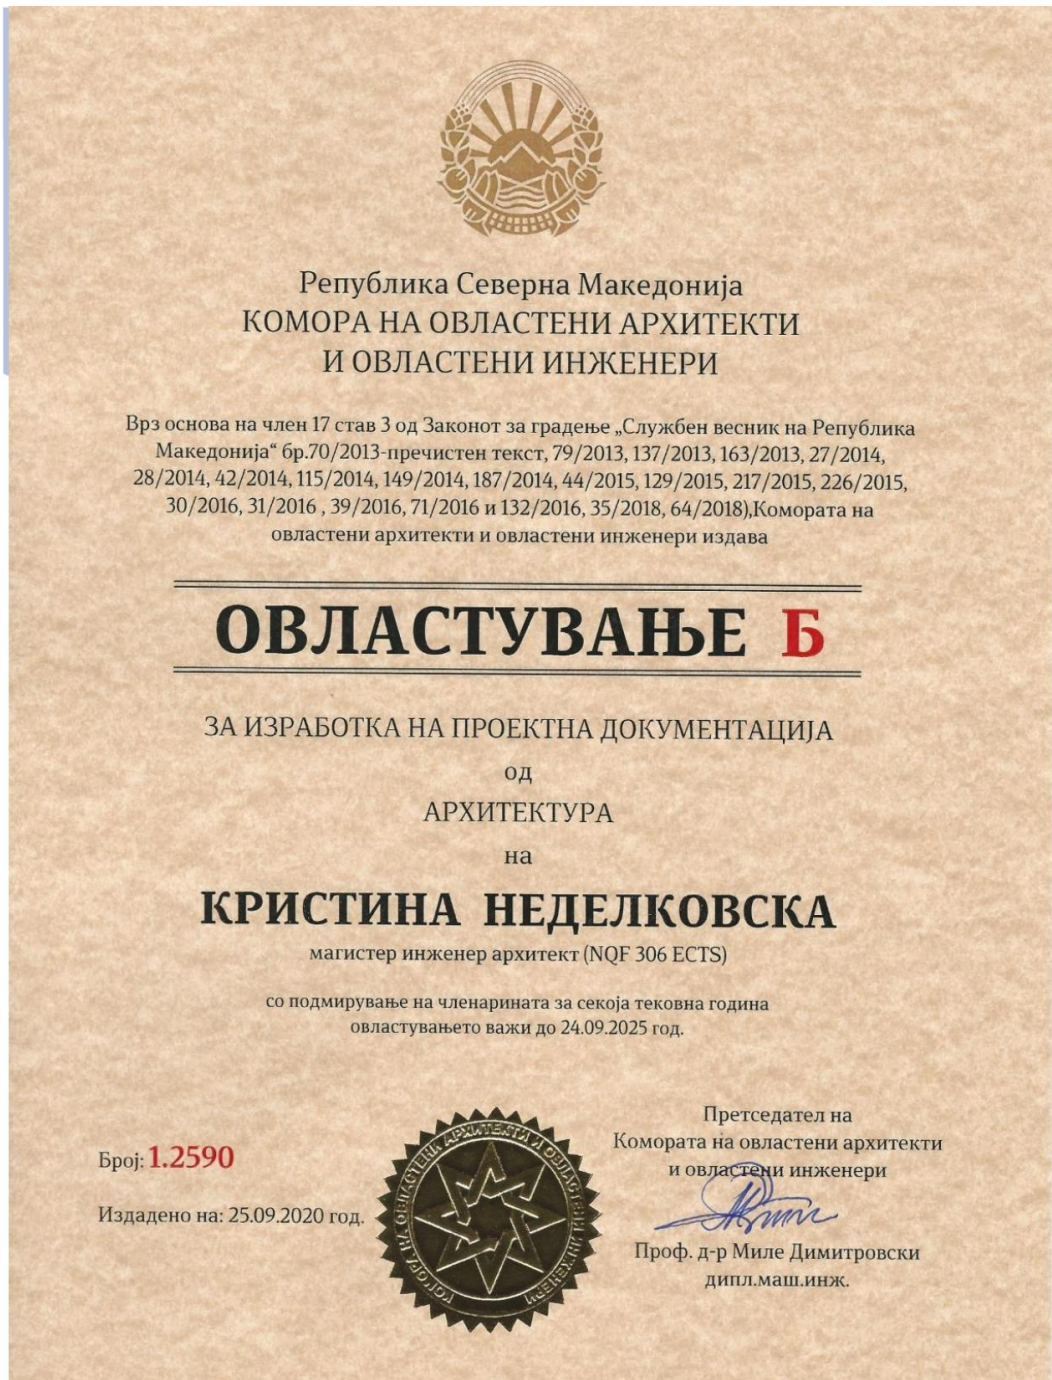 Република Северна Македонија
КОМОРА НА ОВЛАСТЕНИ АРХИТЕКТИ
И ОВЛАСТЕНИ ИНЖЕНЕРИ
Врз основа на член 17 став 3 од Законот за градење „Службен весник на Република
Македонија“ бр.70/2013-пречистен текст, 79/2013, 137/2013, 163/2013, 27/2014,
28/2014, 42/2014, 115/2014, 149/2014, 187/2014, 44/2015, 129/2015, 217/2015, 226/2015,
30/2016, 31/2016 , 39/2016, 71/2016 и 132/2016, 35/2018, 64/2018),Комората на
овластени архитекти и овластени инженери издава
ОВЛАСТУВАЊЕ Б
ЗА ИЗРАБОТКА НА ПРОЕКТНА ДОКУМЕНТАЦИЈА
од
АРХИТЕКТУРА
на
КРИСТИНА НЕДЕЛКОВСКА
магистер инженер архитект (NQF 306 ECTS)
со подмирување на членарината за секоја тековна година
овластувањето важи до 24.09.2025 год.
Број: 1.2590
Издадено на: 25.09.2020 год.
КОМОРА НА ОВЛАСТЕНИ АРХИТЕКТИ И ОВЛАСТЕНИ ИНЖЕНЕРИ
Претседател на
Комората на овластени архитекти
и овластени инженери
Проф. д-р Миле Димитровски
дипл.маш.инж.